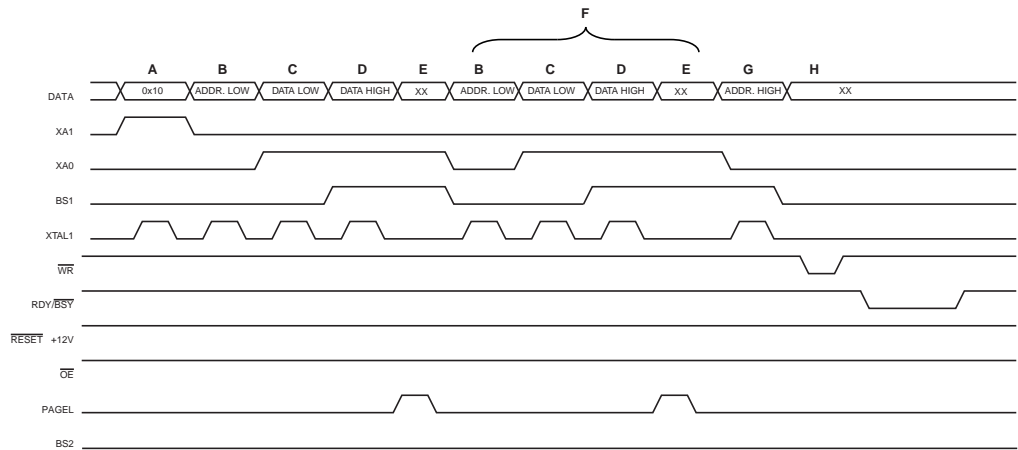 F
A B C D E B C D E G H
DATA 0x10 ADDR. LOW DATA LOW DATA HIGH XX ADDR. LOW DATA LOW DATA HIGH XX ADDR. HIGH XX
XA1
XA0
BS1
XTAL1
WR
RDY/BSY
RESET +12V
OE
PAGEL
BS2